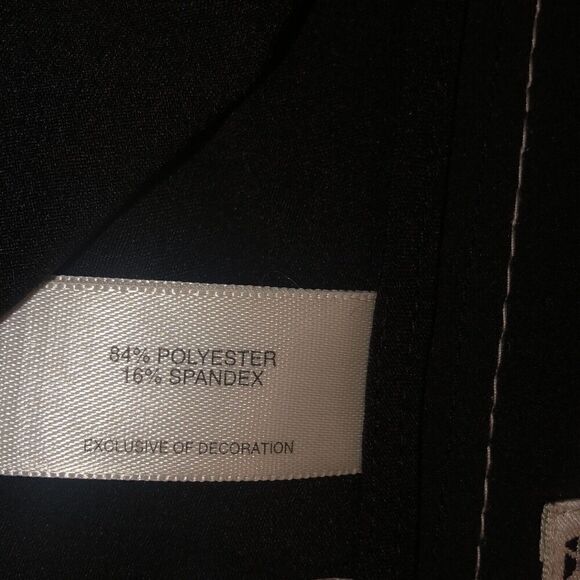 84% POLYESTER
16% SPANDEX
EXCLUSIVE OF DECORATION